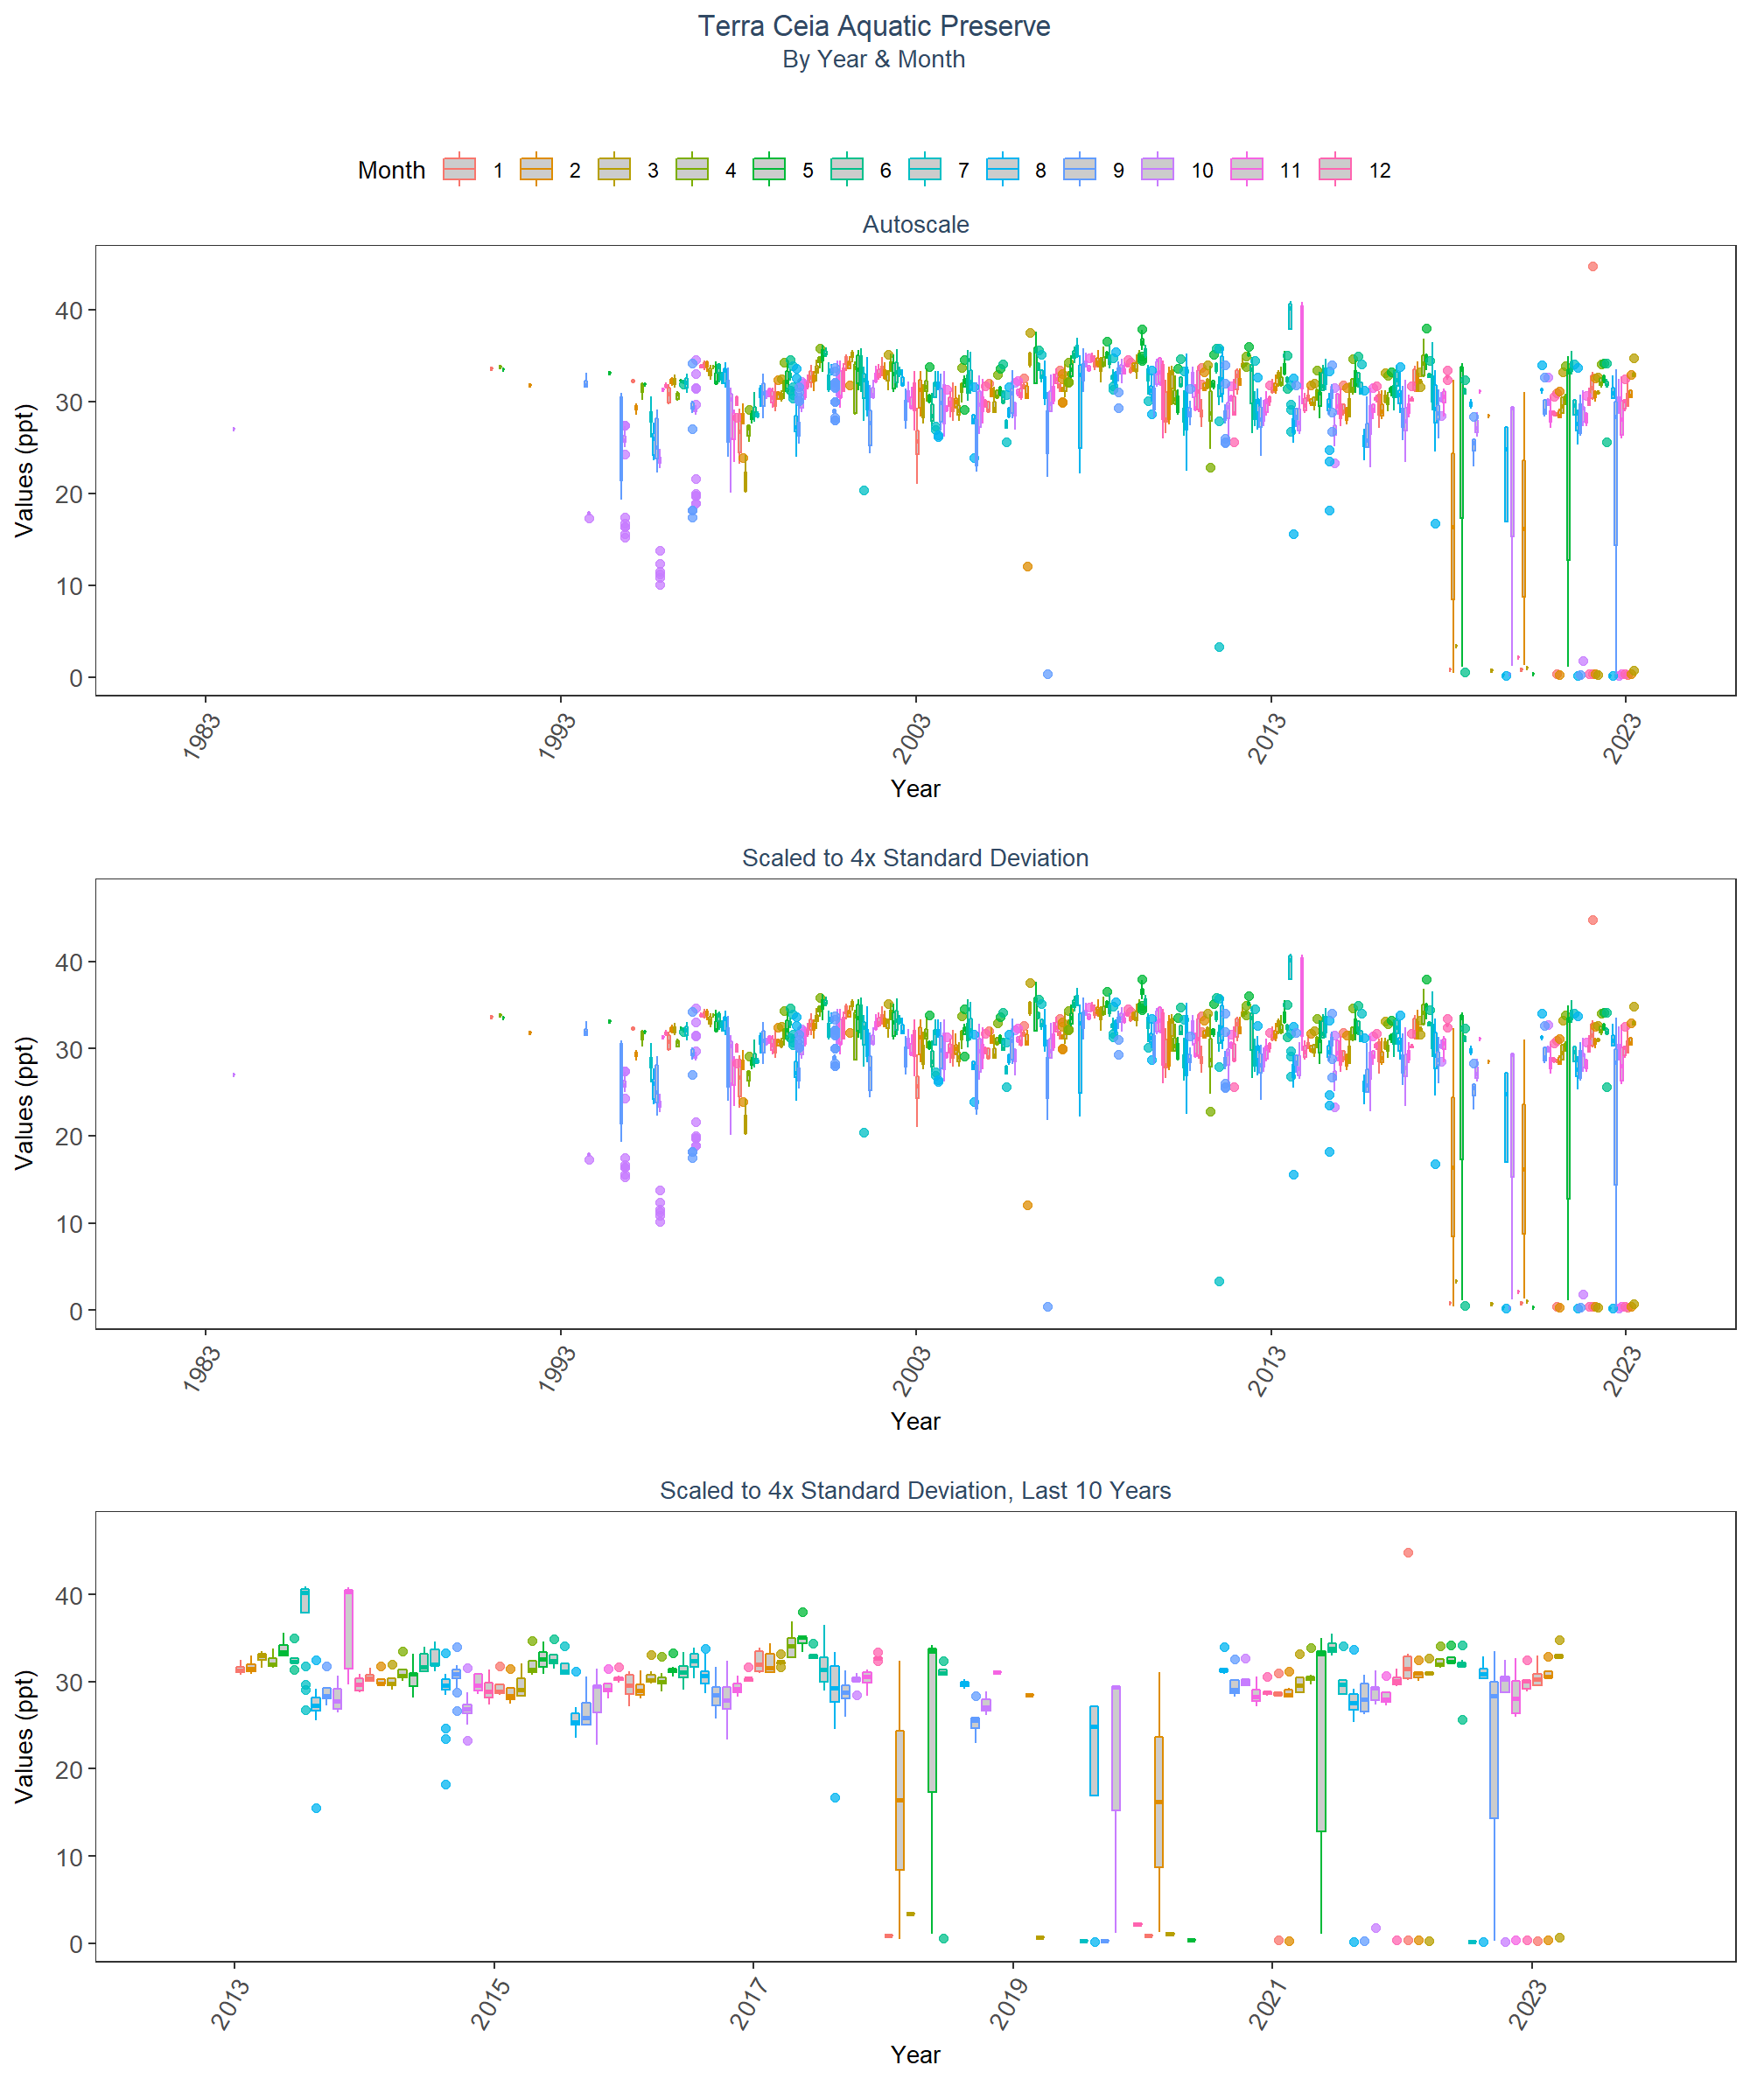 Terra Ceia Aquatic Preserve
By Year & Month
Month 1 2 3 4 5 6 7 8 9 10 11 12
Autoscale
Values (ppt)
40
30
20
10
0
1983 1993 2003 2013 2023
Year
Scaled to 4x Standard Deviation
Values (ppt)
40
30
20
10
0
1983 1993 2003 2013 2023
Year
Scaled to 4x Standard Deviation, Last 10 Years
Values (ppt)
40
30
20
10
0
2013 2015 2017 2019 2021 2023
Year